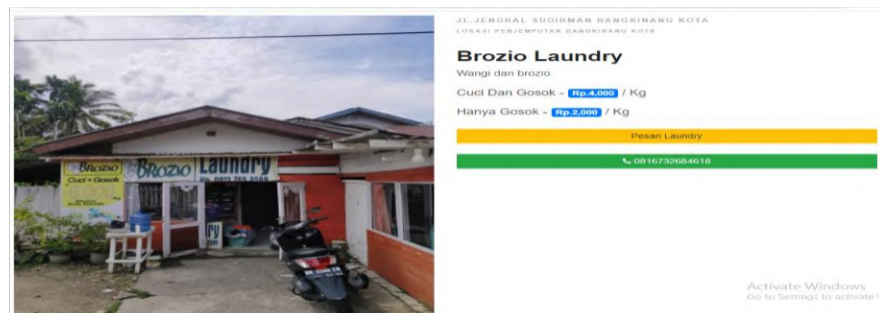 BROZIO
Cuci + Gosok
Kg
BROZIO Laundry
JL.JENDRAL SUDIRMAN BANGKINANG KOTA
LOKASI PENJEMPUTAN BANGKINANG KOTA
Brozio Laundry
Wangi dan brozio
Cuci Dan Gosok - Rp.4,000 / Kg
Hanya Gosok - Rp.2,000 / Kg
Pesan Laundry
0816732684618
Activate Windows
Go to Settings to activate